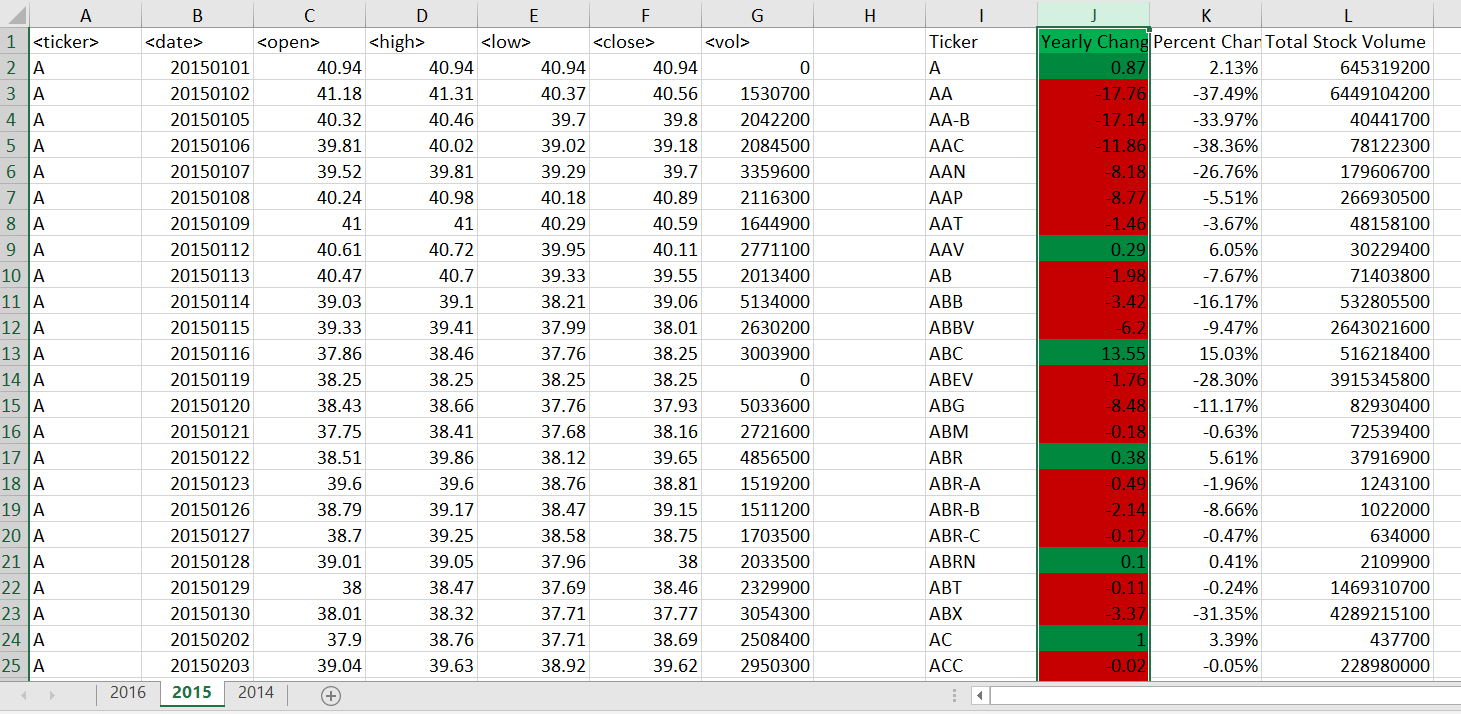 A B C D E F G H I J K L
1 <ticker> <date> <open> <high> <low> <close> <vol> Ticker Yearly Chang Percent Chan Total Stock Volume
2 A 20150101 40.94 40.94 40.94 40.94 0 A 0.87 2.13% 645319200
3 A 20150102 41.18 41.31 40.37 40.56 1530700 AA -17.76 -37.49% 6449104200
4 A 20150105 40.32 40.46 39.7 39.8 2042200 AA-B -17.14 -33.97% 40441700
5 A 20150106 39.81 40.02 39.02 39.18 2084500 AAC -11.86 -38.36% 78122300
6 A 20150107 39.52 39.81 39.29 39.7 3359600 AAN -8.18 -26.76% 179606700
7 A 20150108 40.24 40.98 40.18 40.89 2116300 AAP -8.77 -5.51% 266930500
8 A 20150109 41 41 40.29 40.59 1644900 AAT -1.46 -3.67% 48158100
9 A 20150112 40.61 40.72 39.95 40.11 2771100 AAV 0.29 6.05% 30229400
10 A 20150113 40.47 40.7 39.33 39.55 2013400 AB -1.98 -7.67% 71403800
11 A 20150114 39.03 39.1 38.21 39.06 5134000 ABB -3.42 -16.17% 532805500
12 A 20150115 39.33 39.41 37.99 38.01 2630200 ABBV -6.2 -9.47% 2643021600
13 A 20150116 37.86 38.46 37.76 38.25 3003900 ABC 13.55 15.03% 516218400
14 A 20150119 38.25 38.25 38.25 38.25 0 ABEV -1.76 -28.30% 3915345800
15 A 20150120 38.43 38.66 37.76 37.93 5033600 ABG -8.48 -11.17% 82930400
16 A 20150121 37.75 38.41 37.68 38.16 2721600 ABM -0.18 -0.63% 72539400
17 A 20150122 38.51 39.86 38.12 39.65 4856500 ABR 0.38 5.61% 37916900
18 A 20150123 39.6 39.6 38.76 38.81 1519200 ABR-A -0.49 -1.96% 1243100
19 A 20150126 38.79 39.17 38.47 39.15 1511200 ABR-B -2.14 -8.66% 1022000
20 A 20150127 38.7 39.25 38.58 38.75 1703500 ABR-C -0.12 -0.47% 634000
21 A 20150128 39.01 39.05 37.96 38 2033500 ABRN 0.1 0.41% 2109900
22 A 20150129 38 38.47 37.69 38.46 2329900 ABT -0.11 -0.24% 1469310700
23 A 20150130 38.01 38.32 37.71 37.77 3054300 ABX -3.37 -31.35% 4289215100
24 A 20150202 37.9 38.76 37.71 38.69 2508400 AC 1 3.39% 437700
25 A 20150203 39.04 39.63 38.92 39.62 2950300 ACC -0.02 -0.05% 228980000
2016 2015 2014